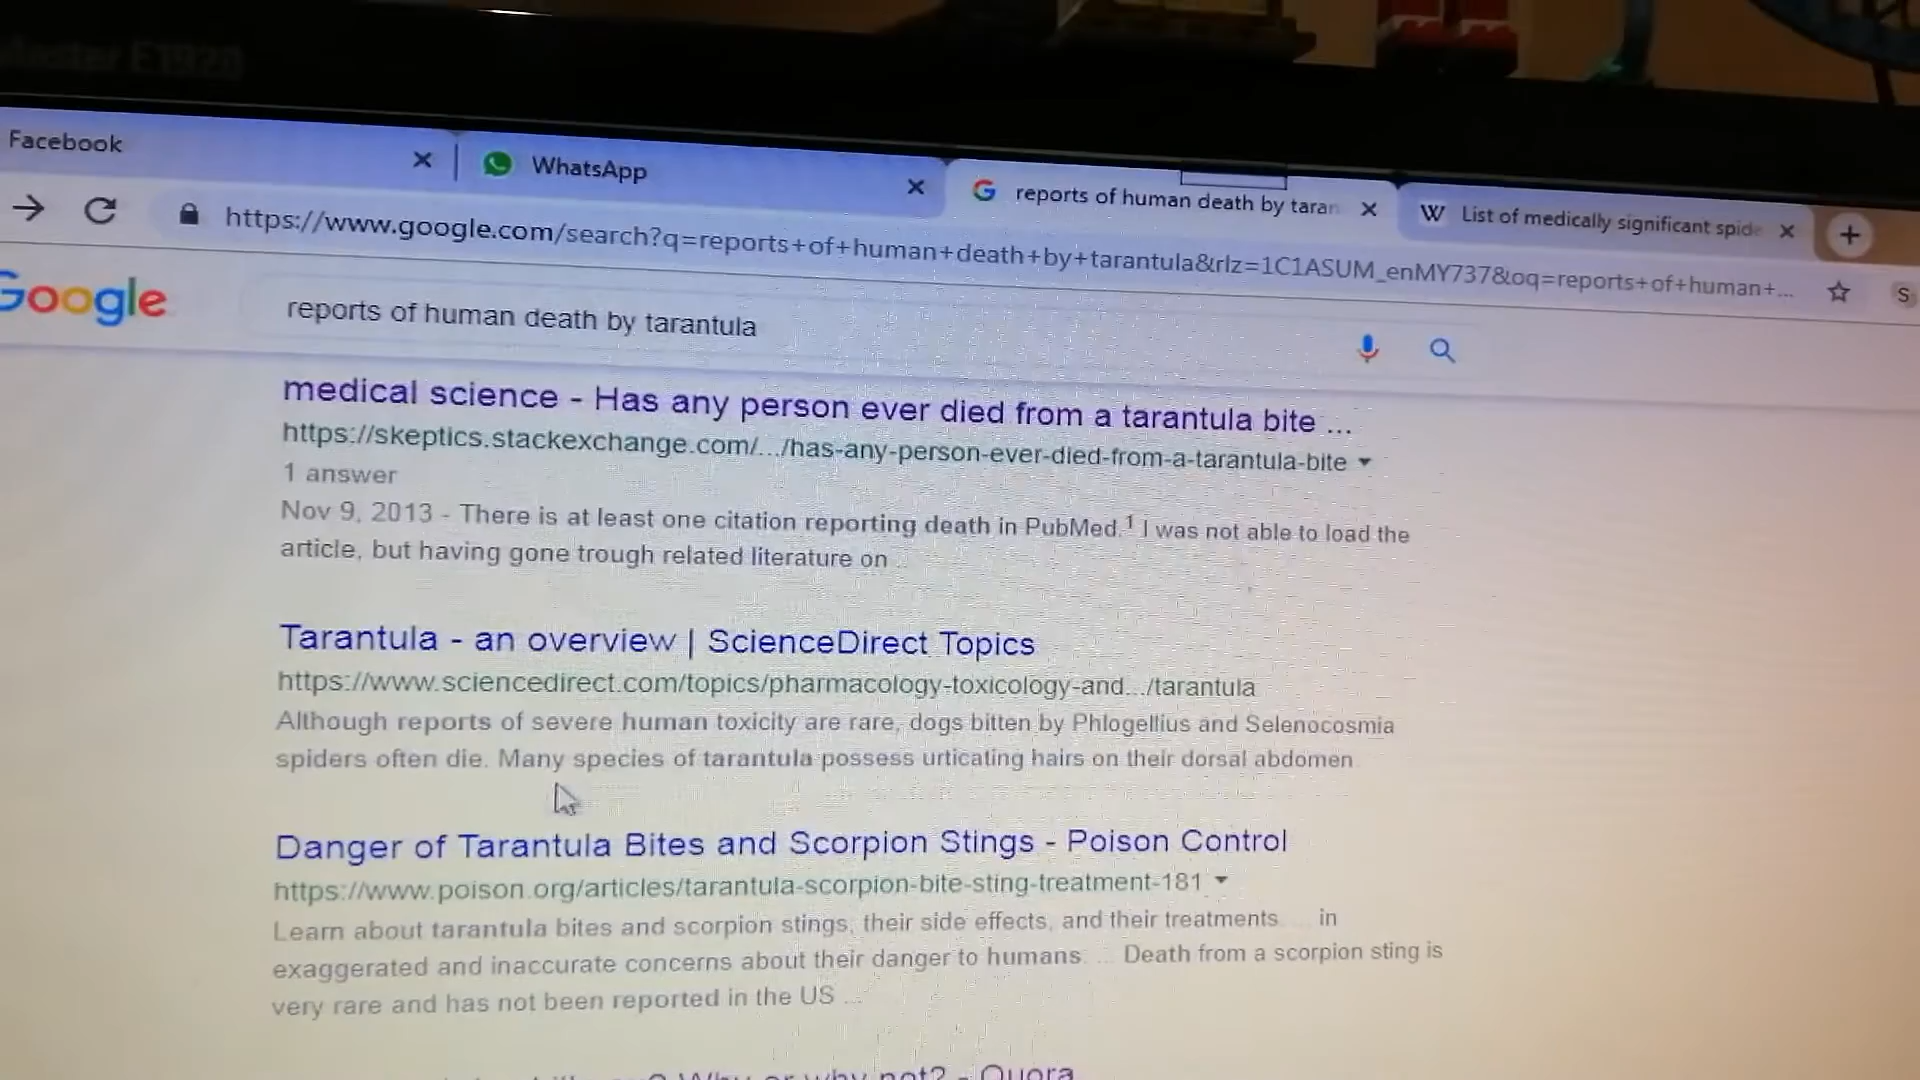 Master E1920
Facebook
WhatsApp
reports of human death by taran
List of medically significant spide
https://www.google.com/search?q=reports+of+human+death+by+tarantula&rlz=1C1ASUM_enMY737&oq=reports+of+human+...
S
Google
reports of human death by tarantula
medical science - Has any person ever died from a tarantula bite ...
https://skeptics.stackexchange.com/.../has-any-person-ever-died-from-a-tarantula-bite
1 answer
Nov 9, 2013 - There is at least one citation reporting death in PubMed.1 I was not able to load the
article, but having gone trough related literature on ...
Tarantula - an overview | ScienceDirect Topics
https://www.sciencedirect.com/topics/pharmacology-toxicology-and.../tarantula
Although reports of severe human toxicity are rare, dogs bitten by Phlogellius and Selenocosmia
spiders often die. Many species of tarantula possess urticating hairs on their dorsal abdomen
Danger of Tarantula Bites and Scorpion Stings - Poison Control
https://www.poison.org/articles/tarantula-scorpion-bite-sting-treatment-181
Learn about tarantula bites and scorpion stings, their side effects, and their treatments. ... in
exaggerated and inaccurate concerns about their danger to humans. ... Death from a scorpion sting is
very rare and has not been reported in the US ...
? Why or why not? - Quora